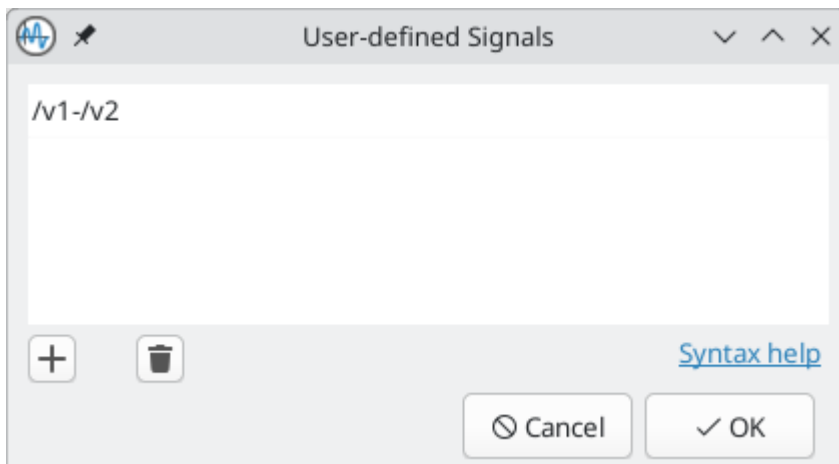 User-defined Signals
/v1-/v2
Syntax help
Cancel
OK